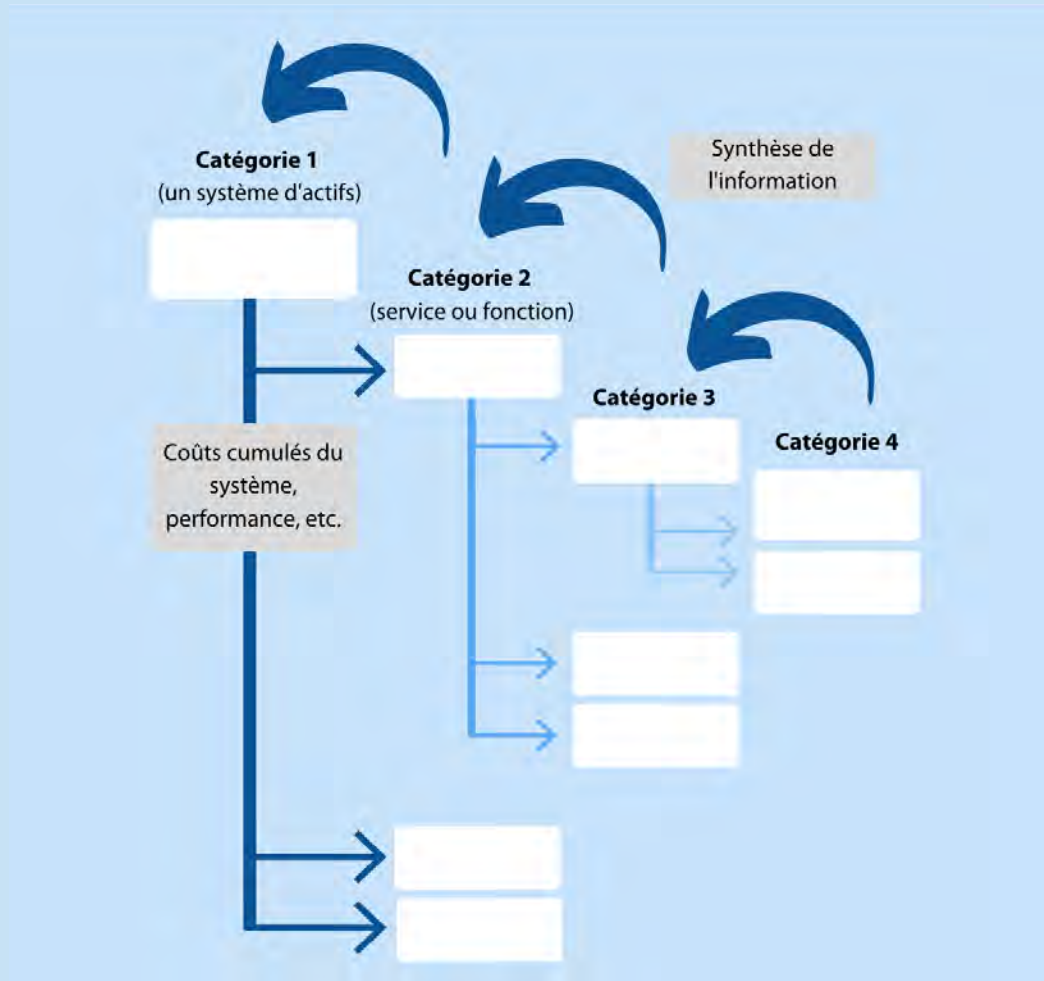 Catégorie 1
(un système d'actifs)
Synthèse de
l'information
Catégorie 2
(service ou fonction)
Catégorie 3
Catégorie 4
Coûts cumulés du
système,
performance, etc.